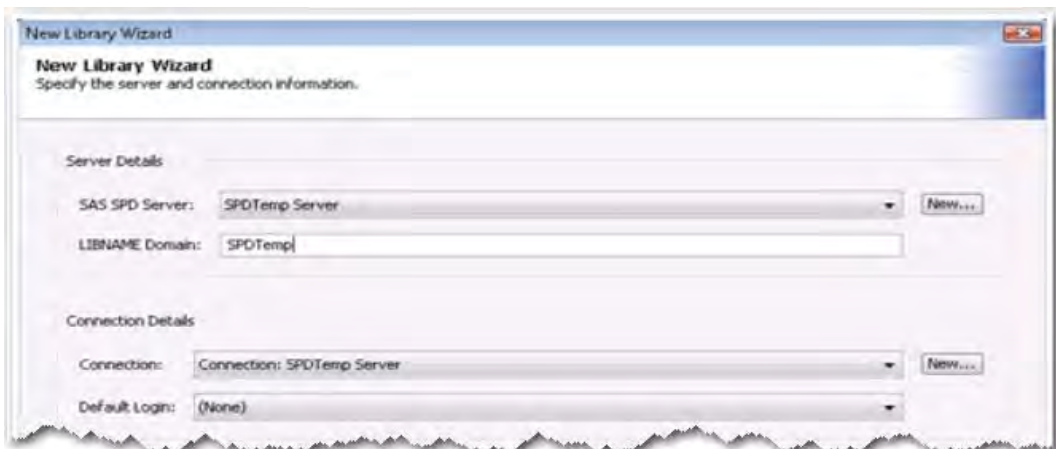 New Library Wizard
New Library Wizard
Specify the server and connection information.
Server Details
SAS SPD Server: SPDTemp Server New...
LIBNAME Domain: SPDTemp
Connection Details
Connection: Connection: SPDTemp Server New...
Default Login: (None)